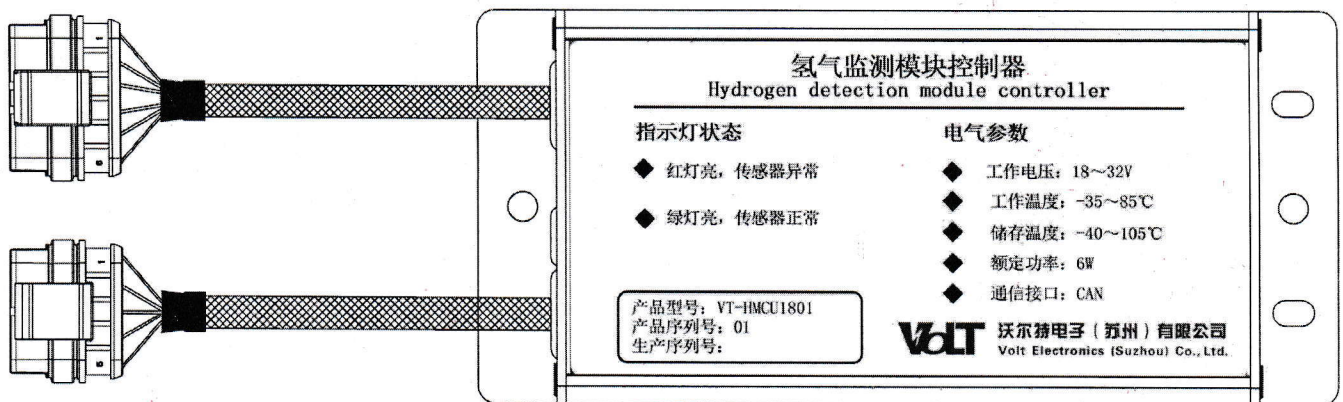 氢气监测模块控制器
Hydrogen detection module controller
指示灯状态
◆ 红灯亮，传感器异常
◆ 绿灯亮，传感器正常
电气参数
◆ 工作电压：18～32V
◆ 工作温度：-35～85℃
◆ 储存温度：-40～105℃
◆ 额定功率：6W
◆ 通信接口：CAN
产品型号：VT-HMCU1801
产品序列号：01
生产序列号：
VOLT
沃尔特电子（苏州）有限公司
Volt Electronics (Suzhou) Co., Ltd.